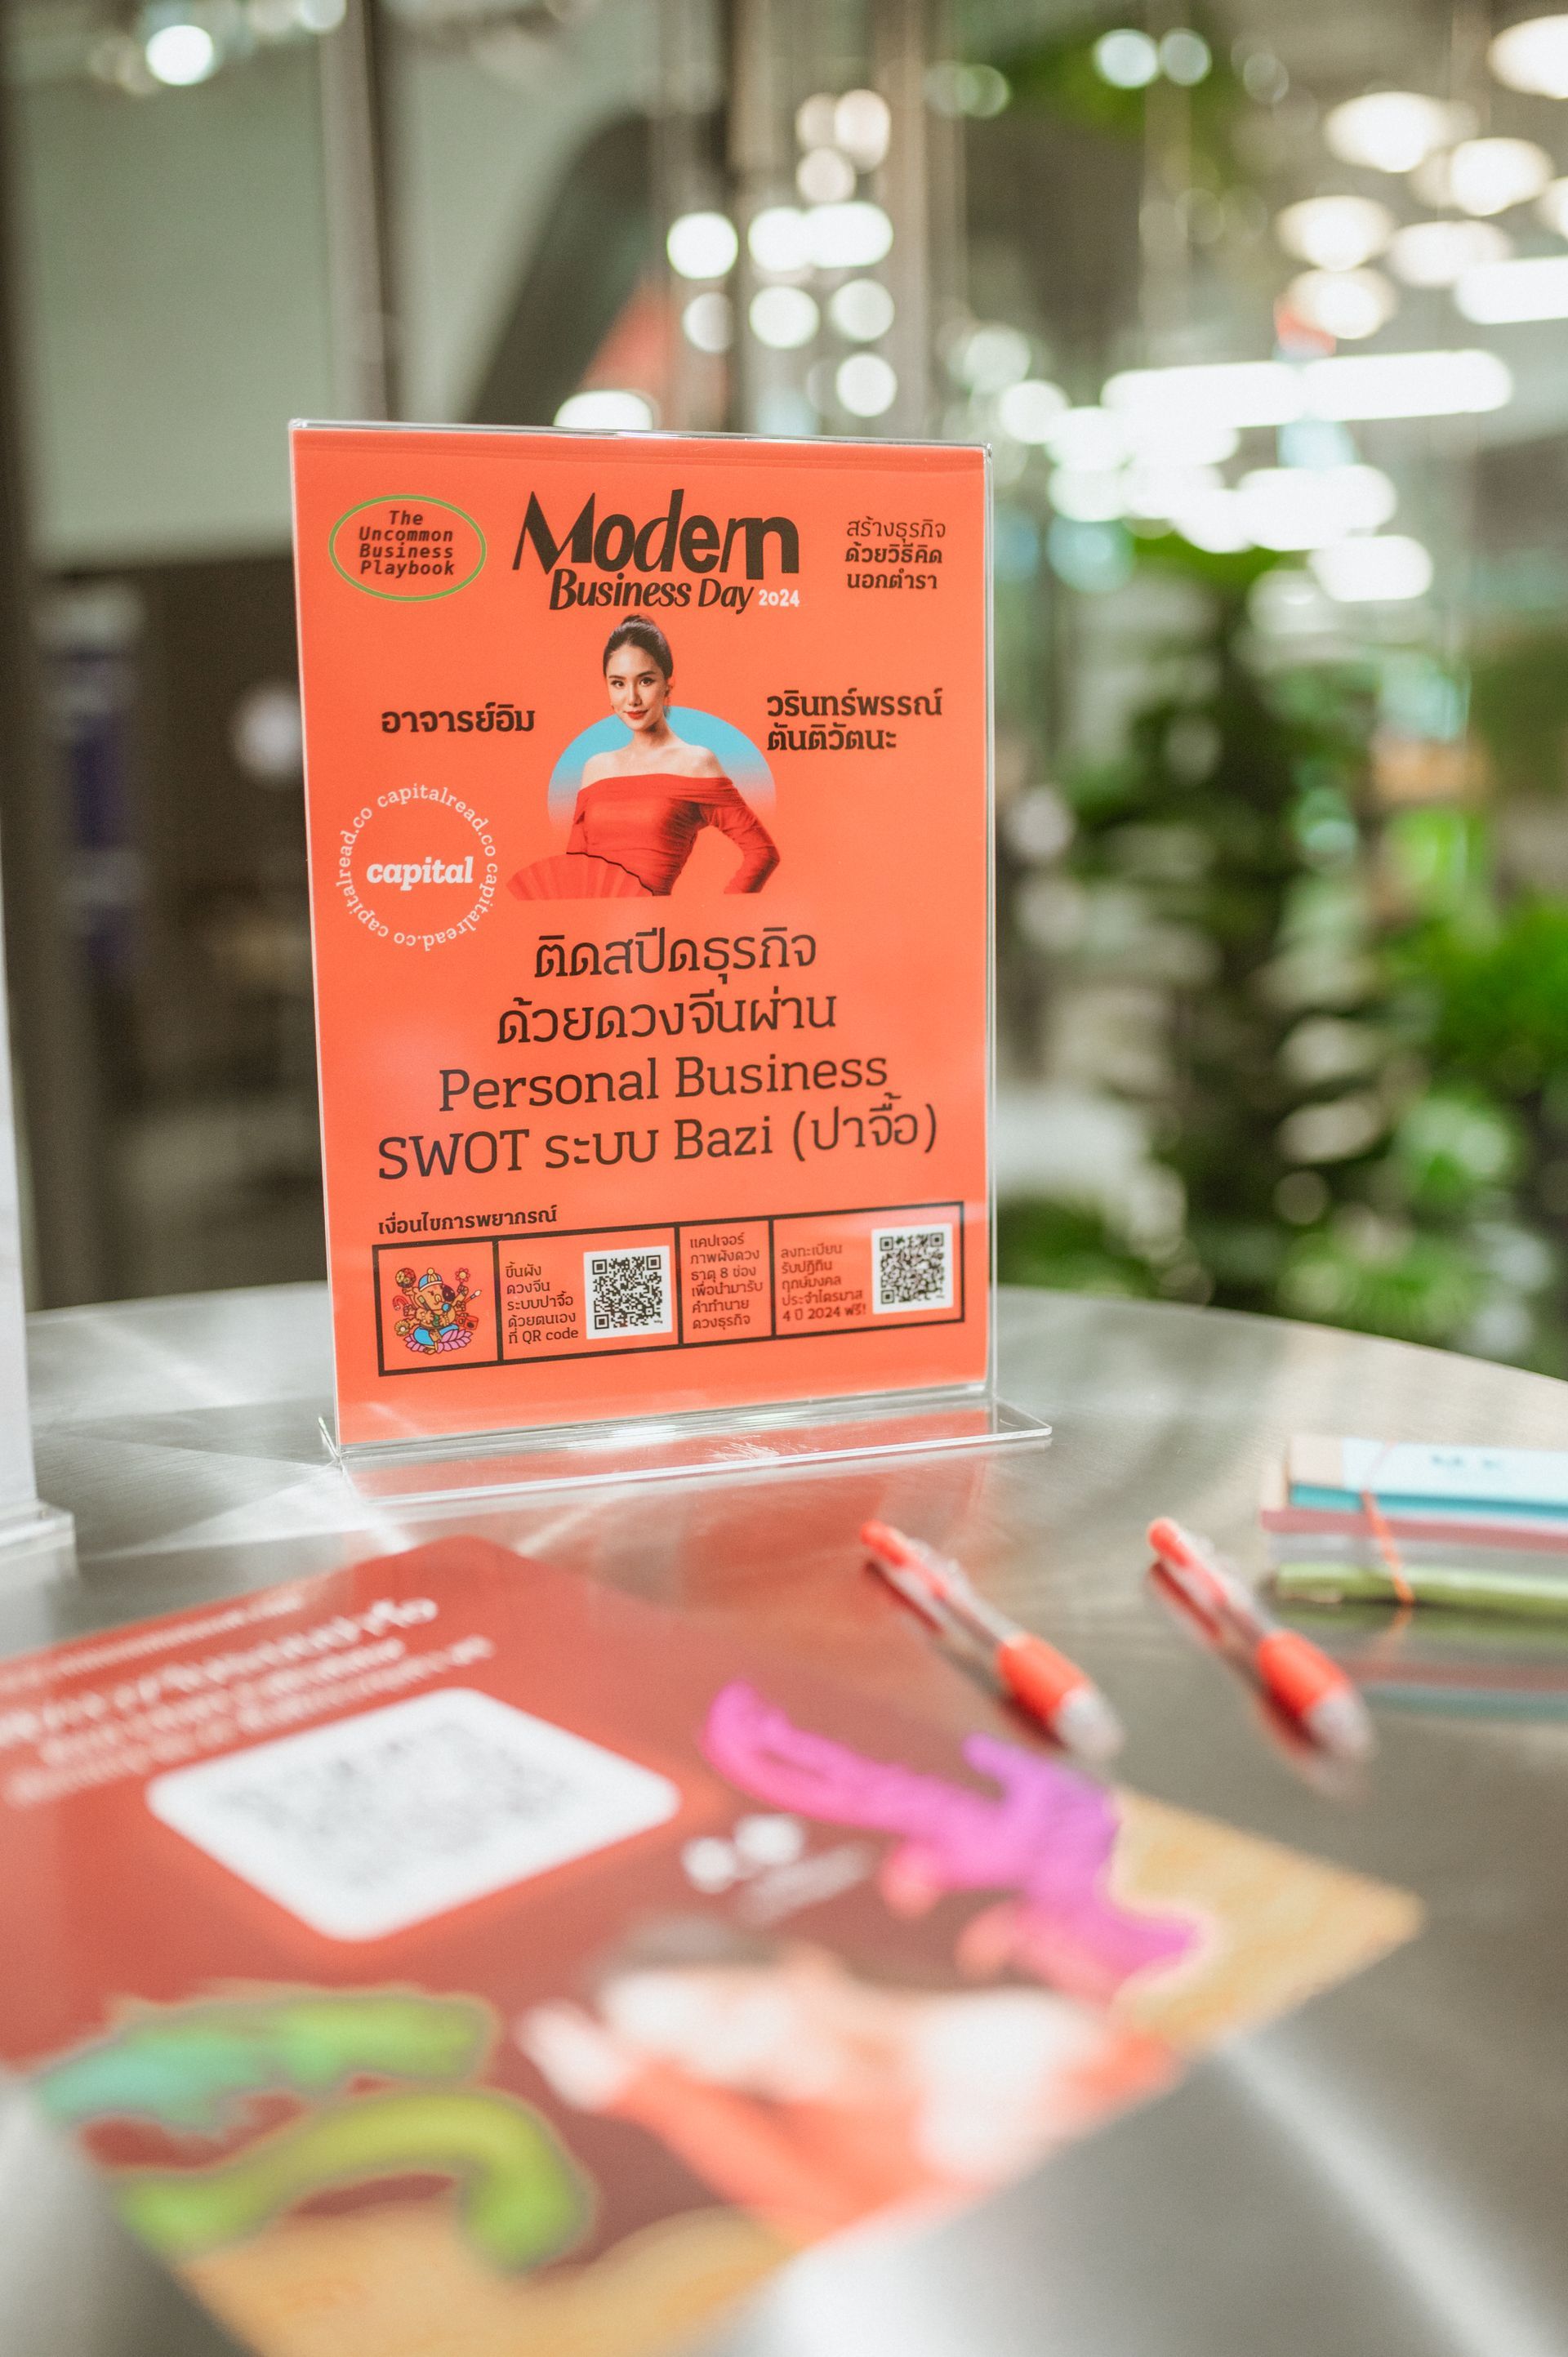 The
Uncommon
Business
Playbook
Modern
Business Day 2024
สร้างธุรกิจ
ด้วยวิธีคิด
นอกตำรา
อาจารย์อิม
วรินทร์พรรณ์
ตันติวัตนะ
capitalread.co capitalread.co capitalread.co capitalread.co
capital
ติดสปีดธุรกิจ
ด้วยดวงจีนผ่าน
Personal Business
SWOT ระบบ Bazi (ปาจื้อ)
เงื่อนไขการพยากรณ์
ขึ้นผัง
ดวงจีน
ระบบปาจื้อ
ด้วยตนเอง
ที่ QR code
แคปเจอร์
ภาพผังดวง
ธาตุ 8 ช่อง
เพื่อนำมารับ
คำทำนาย
ดวงธุรกิจ
ลงทะเบียน
รับปฏิทิน
ฤกษ์มงคล
ประจำไตรมาส
4 ปี 2024 ฟรี!